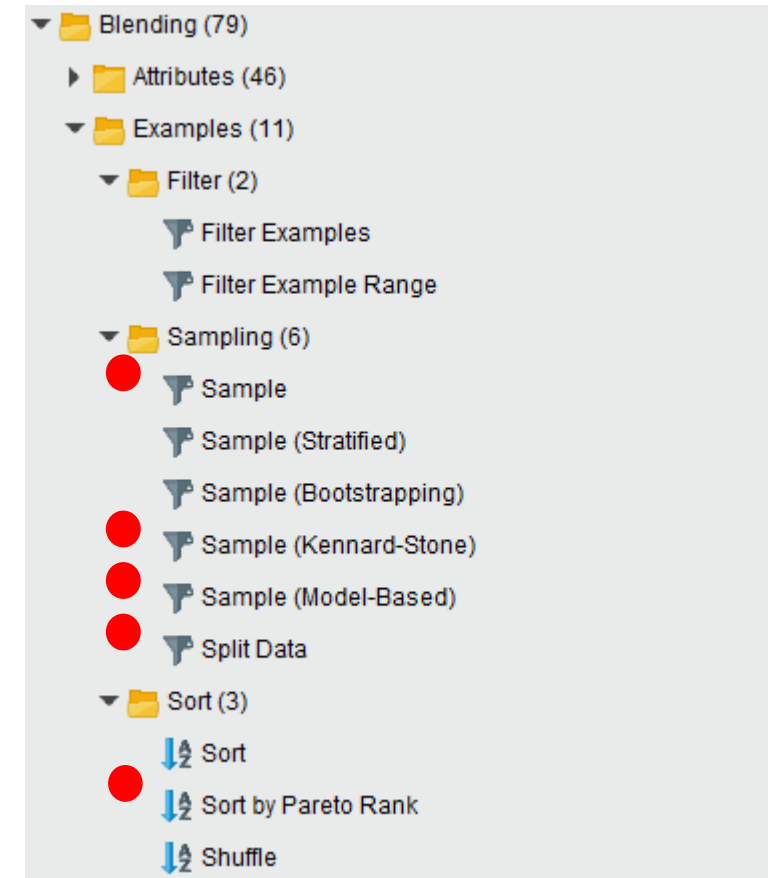 Blending (79)
Attributes (46)
Examples (11)
Filter (2)
Filter Examples
Filter Example Range
Sampling (6)
Sample
Sample (Stratified)
Sample (Bootstrapping)
Sample (Kennard-Stone)
Sample (Model-Based)
Split Data
Sort (3)
Sort
Sort by Pareto Rank
Shuffle